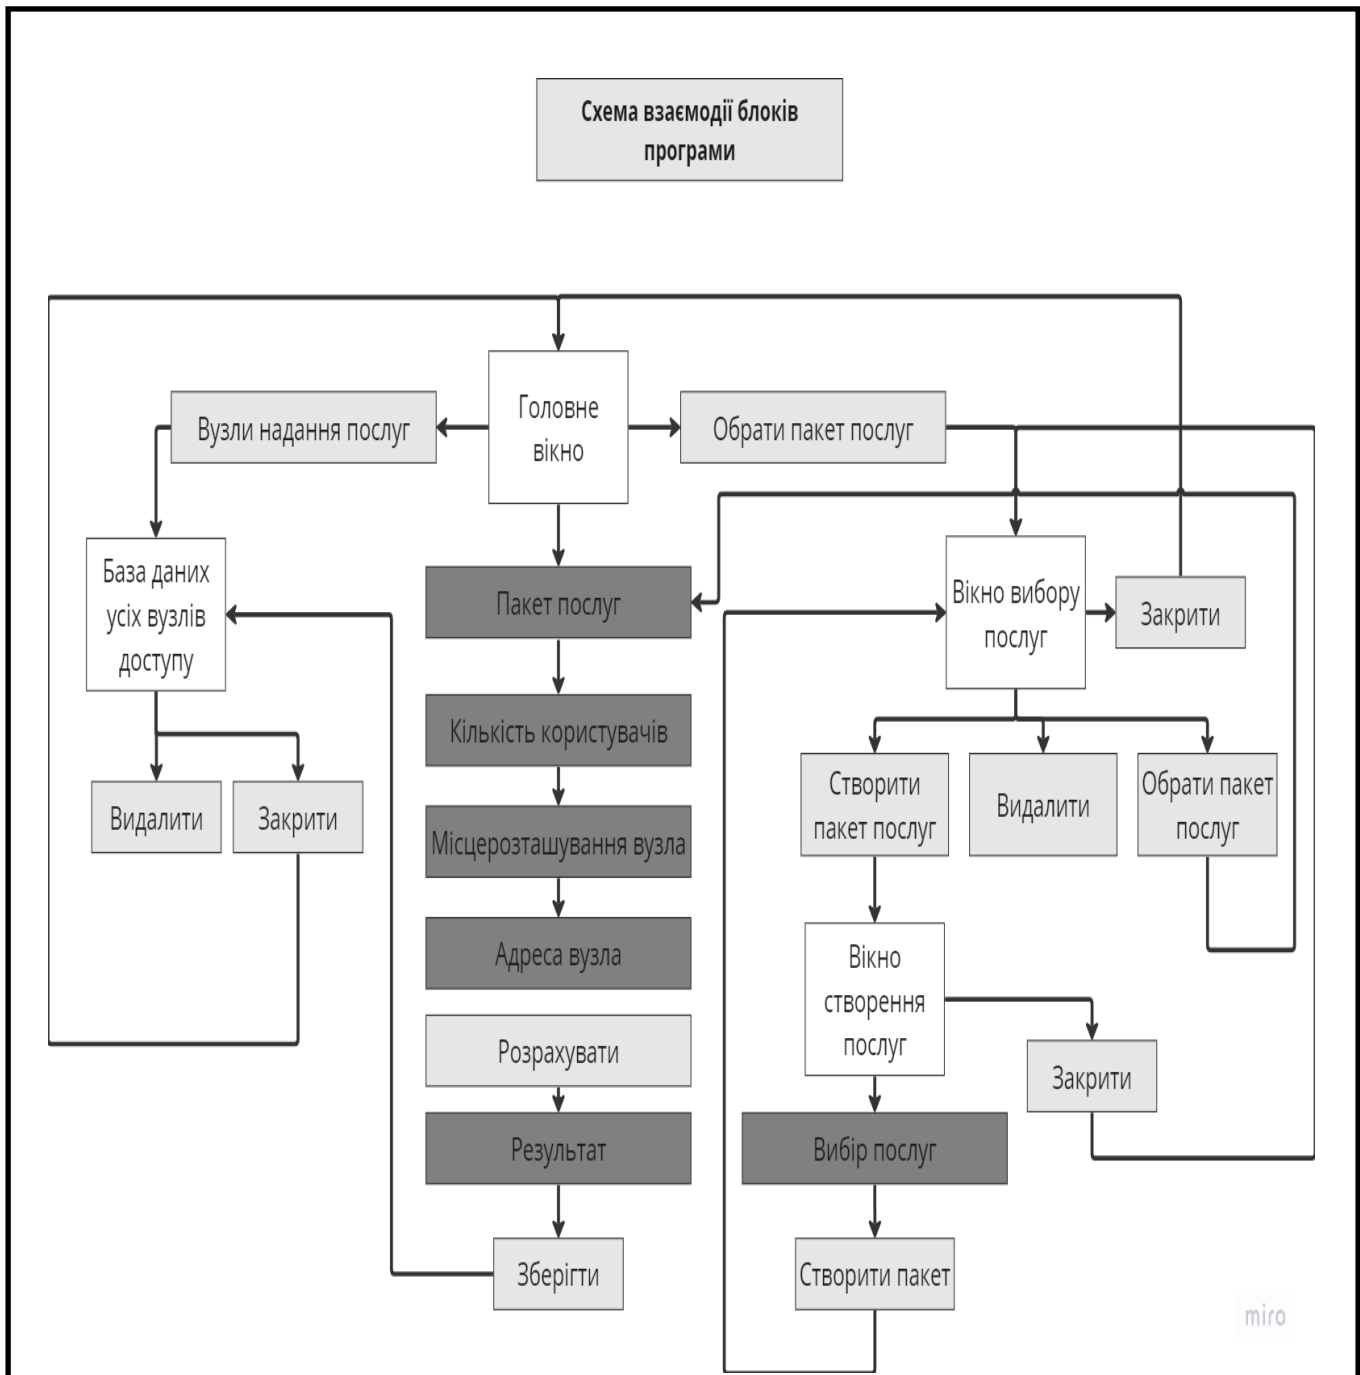 Схема взаємодії блоків
програми
Головне
вікно
Вузли надання послуг
Обрати пакет послуг
База даних
усіх вузлів
доступу
Видалити
Закрити
Пакет послуг
Кількість користувачів
Місцерозташування вузла
Адреса вузла
Розрахувати
Результат
Зберігти
Вікно вибору
послуг
Закрити
Створити
пакет послуг
Видалити
Обрати пакет
послуг
Вікно
створення
послуг
Закрити
Вибір послуг
Створити пакет
miro